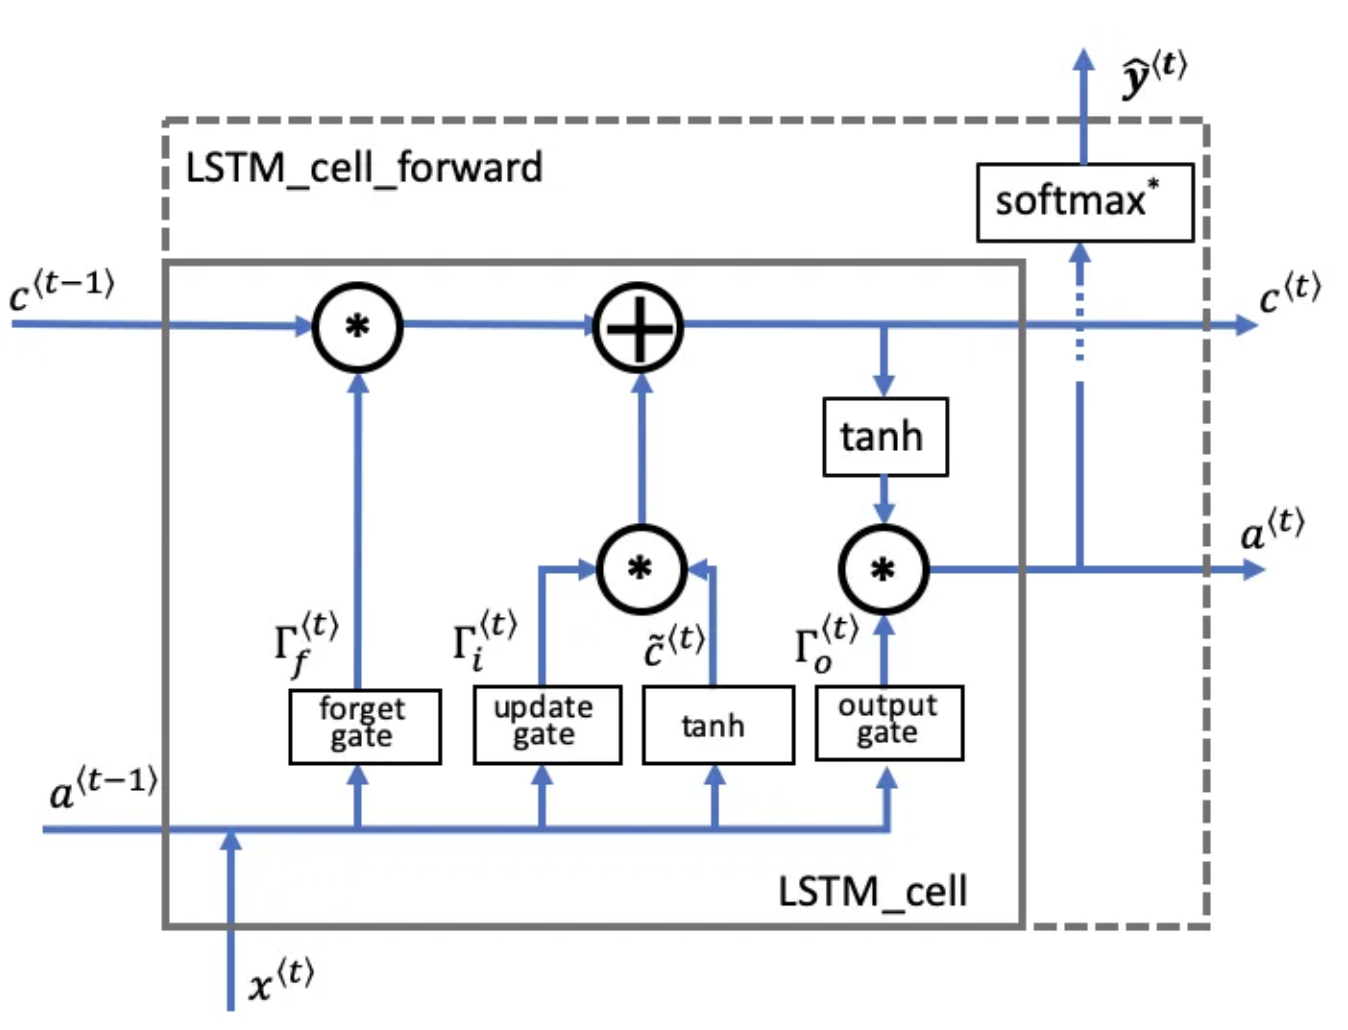 ŷ⟨t⟩
LSTM_cell_forward
softmax*
c⟨t−1⟩
*
+
c⟨t⟩
tanh
a⟨t⟩
*
*
Γf⟨t⟩
Γi⟨t⟩
c̃⟨t⟩
Γo⟨t⟩
forget
gate
update
gate
tanh
output
gate
a⟨t−1⟩
LSTM_cell
x⟨t⟩